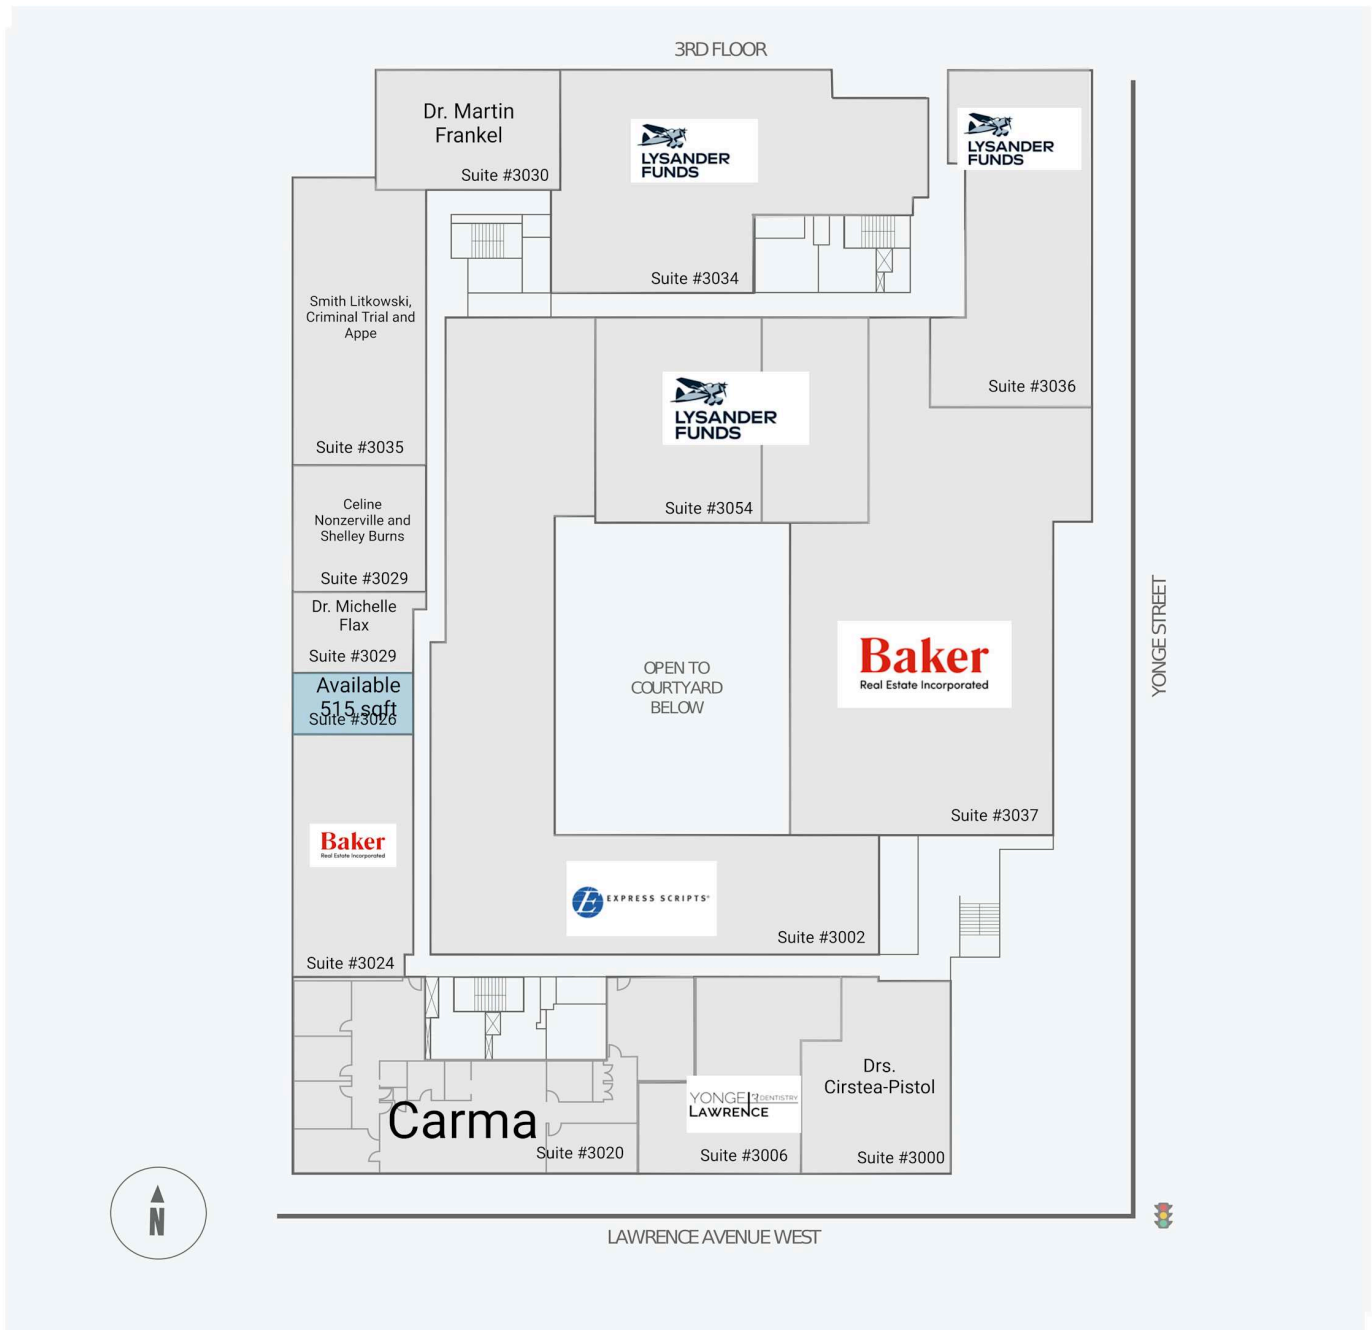 3RD FLOOR
Dr. Martin
Frankel
Suite #3030
LYSANDER
FUNDS
Suite #3034
LYSANDER
FUNDS
Suite #3036
Smith Litkowski,
Criminal Trial and
Appe
Suite #3035
LYSANDER
FUNDS
Suite #3054
Celine
Nonzerville and
Shelley Burns
Suite #3029
Dr. Michelle
Flax
Suite #3029
Available
515 sqft
Suite #3026
OPEN TO
COURTYARD
BELOW
Baker
Real Estate Incorporated
Suite #3037
YONGE STREET
Baker
Real Estate Incorporated
Suite #3024
E EXPRESS SCRIPTS®
Suite #3002
Carma
Suite #3020
YONGE DENTISTRY
LAWRENCE
Suite #3006
Drs.
Cirstea-Pistol
Suite #3000
N
LAWRENCE AVENUE WEST